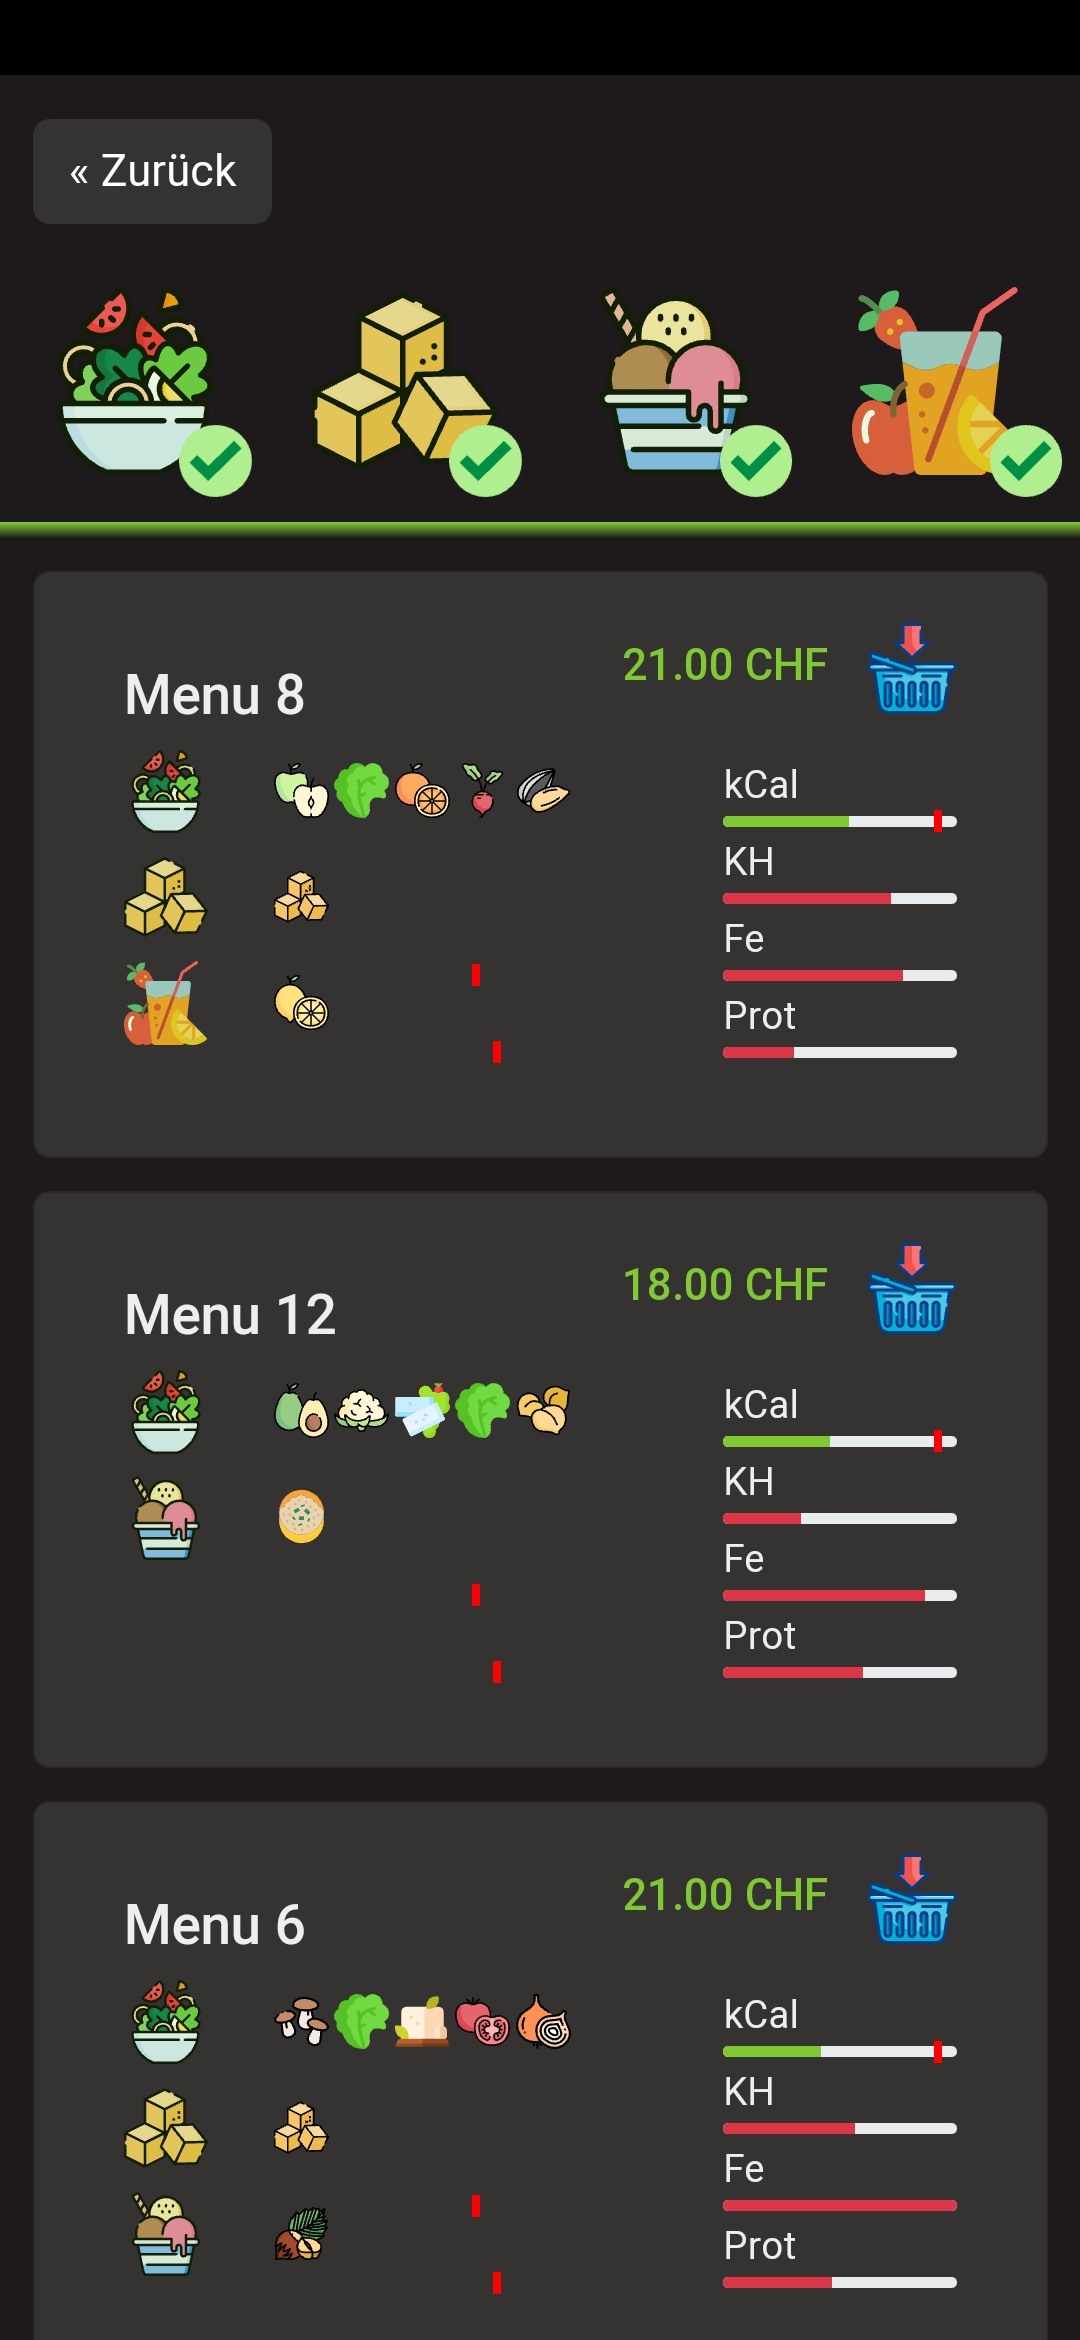 « Zurück
Menu 8
21.00 CHF
kCal
KH
Fe
Prot
Menu 12
18.00 CHF
kCal
KH
Fe
Prot
Menu 6
21.00 CHF
kCal
KH
Fe
Prot